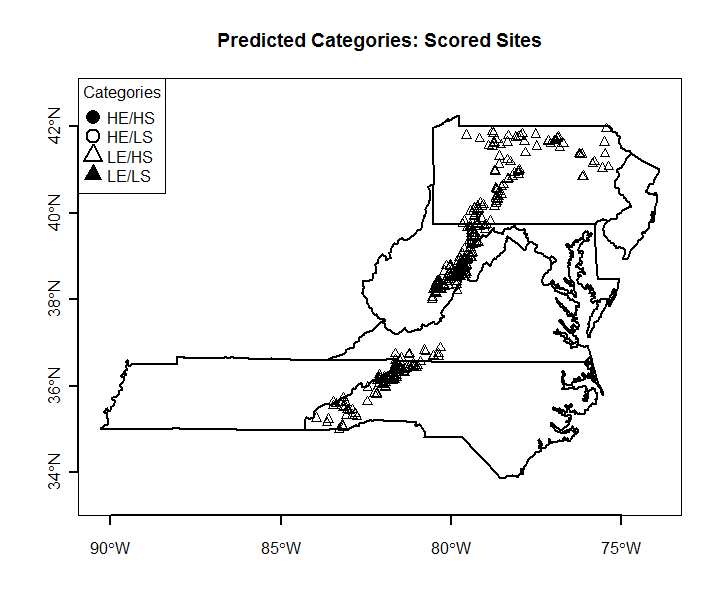 Predicted Categories: Scored Sites
Categories
HE/HS
HE/LS
LE/HS
LE/LS
42°N
40°N
38°N
36°N
34°N
90°W 85°W 80°W 75°W